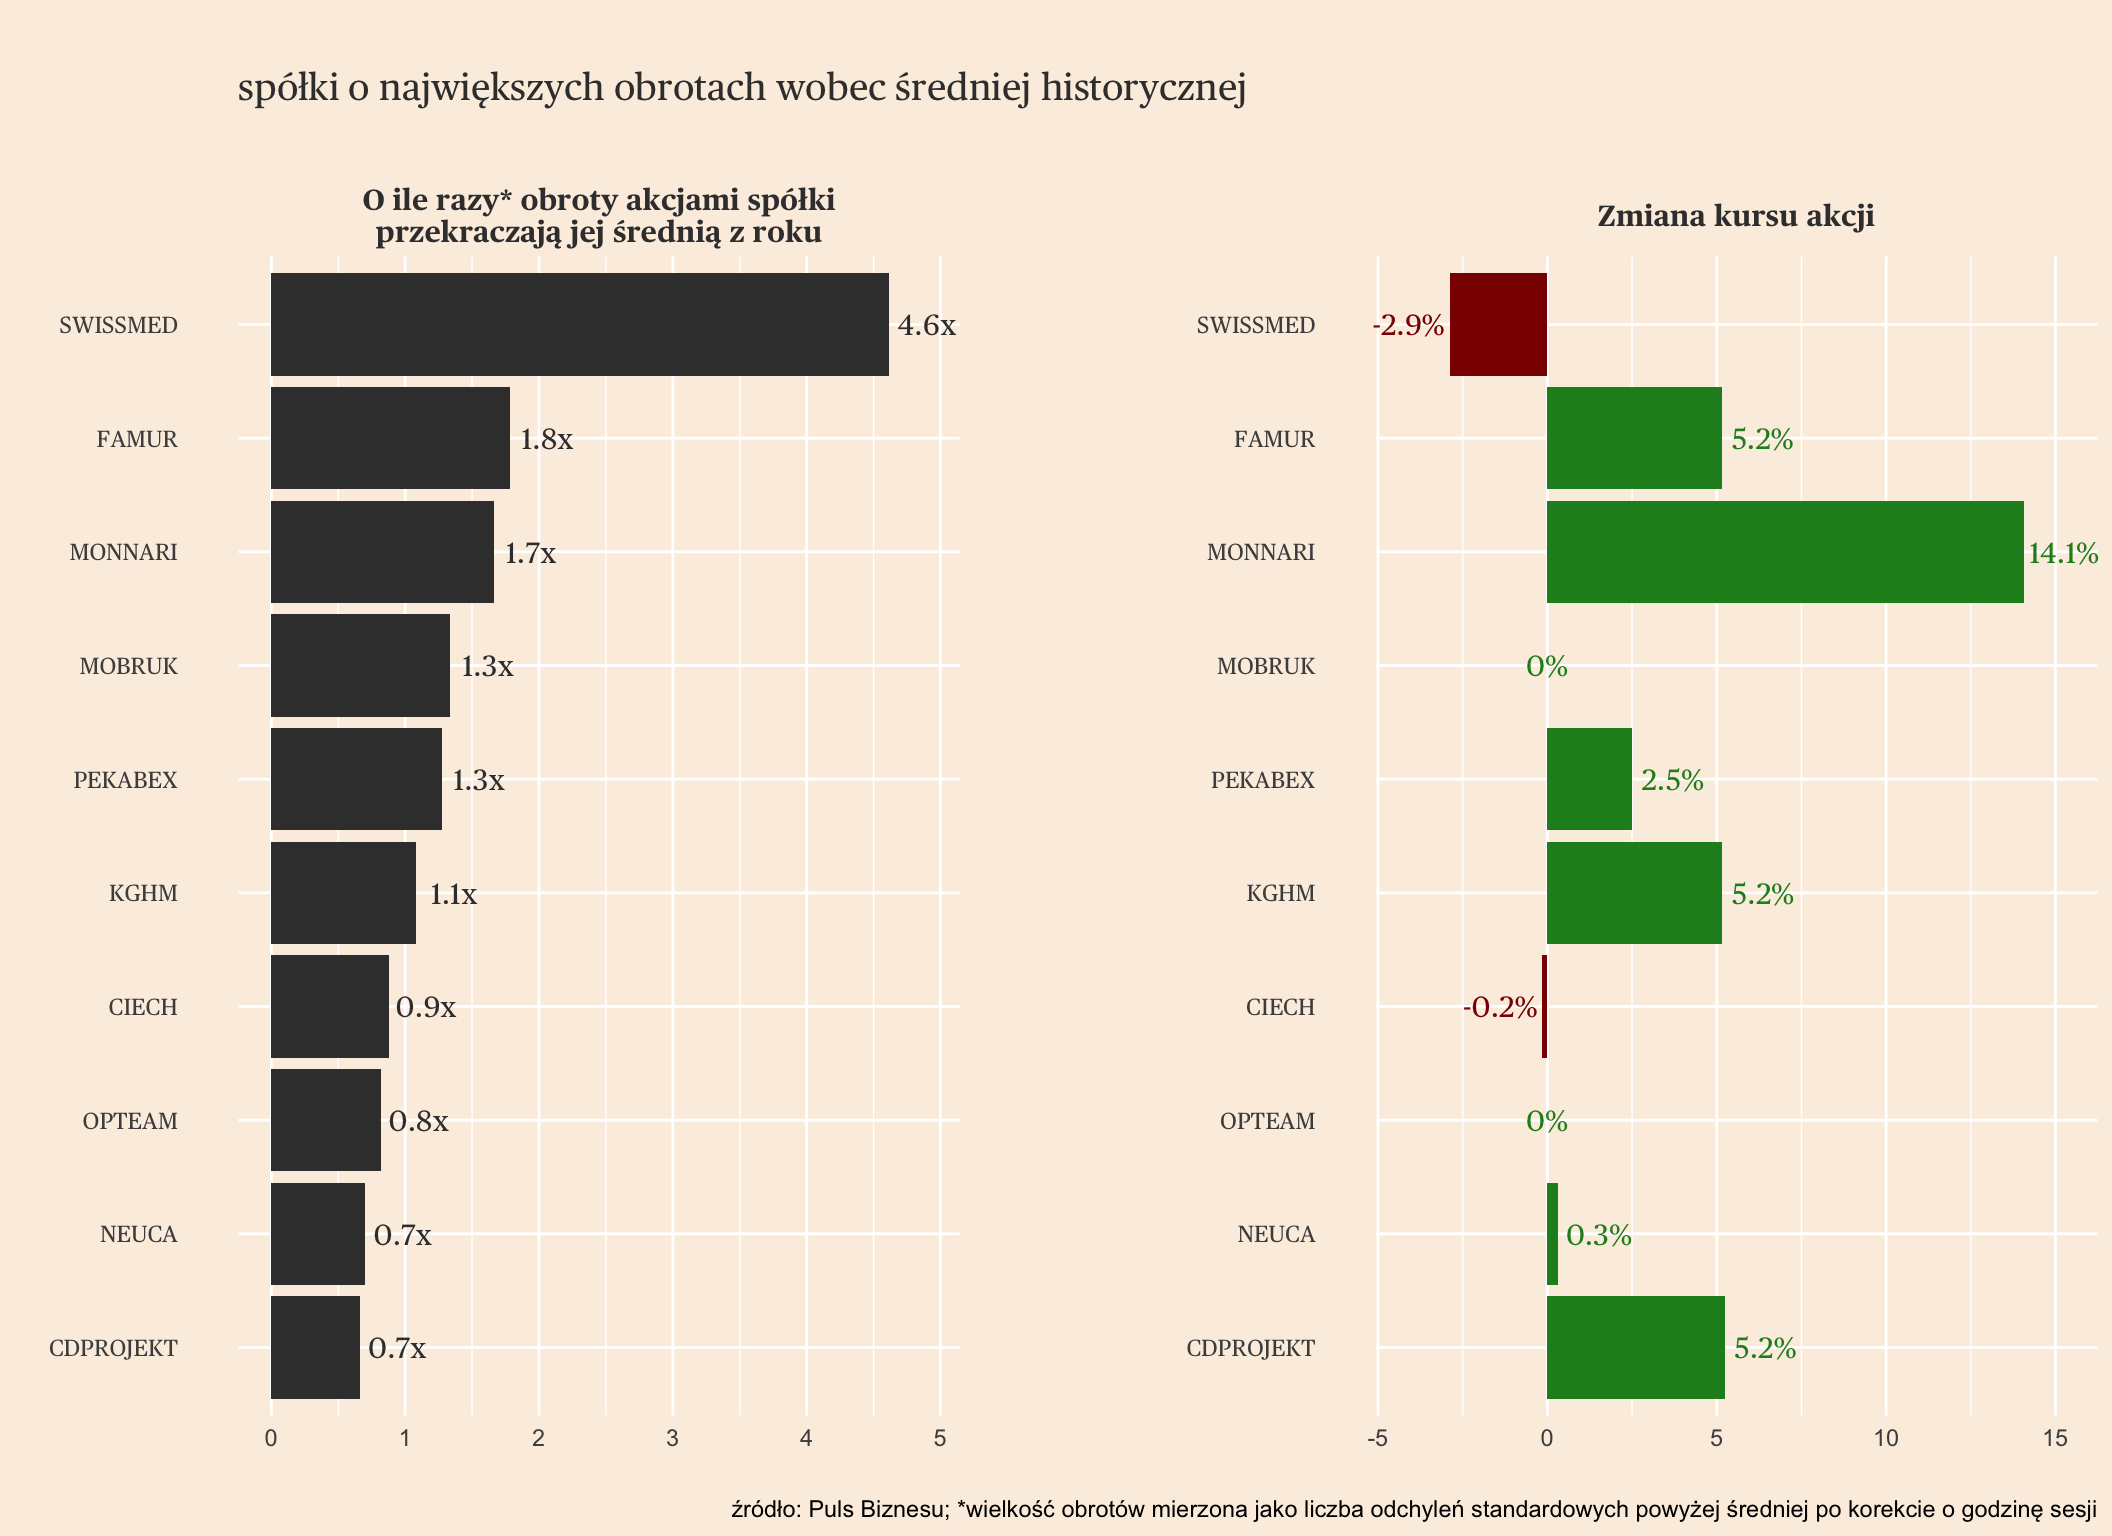 spółki o największych obrotach wobec średniej historycznej
O ile razy* obroty akcjami spółki
przekraczają jej średnią z roku
SWISSMED
4.6x
FAMUR
1.8x
MONNARI
1.7x
MOBRUK
1.3x
PEKABEX
1.3x
KGHM
1.1x
CIECH
0.9x
OPTEAM
0.8x
NEUCA
0.7x
CDPROJEKT
0.7x
0 1 2 3 4 5
Zmiana kursu akcji
SWISSMED
-2.9%
FAMUR
5.2%
MONNARI
14.1%
MOBRUK
0%
PEKABEX
2.5%
KGHM
5.2%
CIECH
-0.2%
OPTEAM
0%
NEUCA
0.3%
CDPROJEKT
5.2%
-5 0 5 10 15
źródło: Puls Biznesu; *wielkość obrotów mierzona jako liczba odchyleń standardowych powyżej średniej po korekcie o godzinę sesji